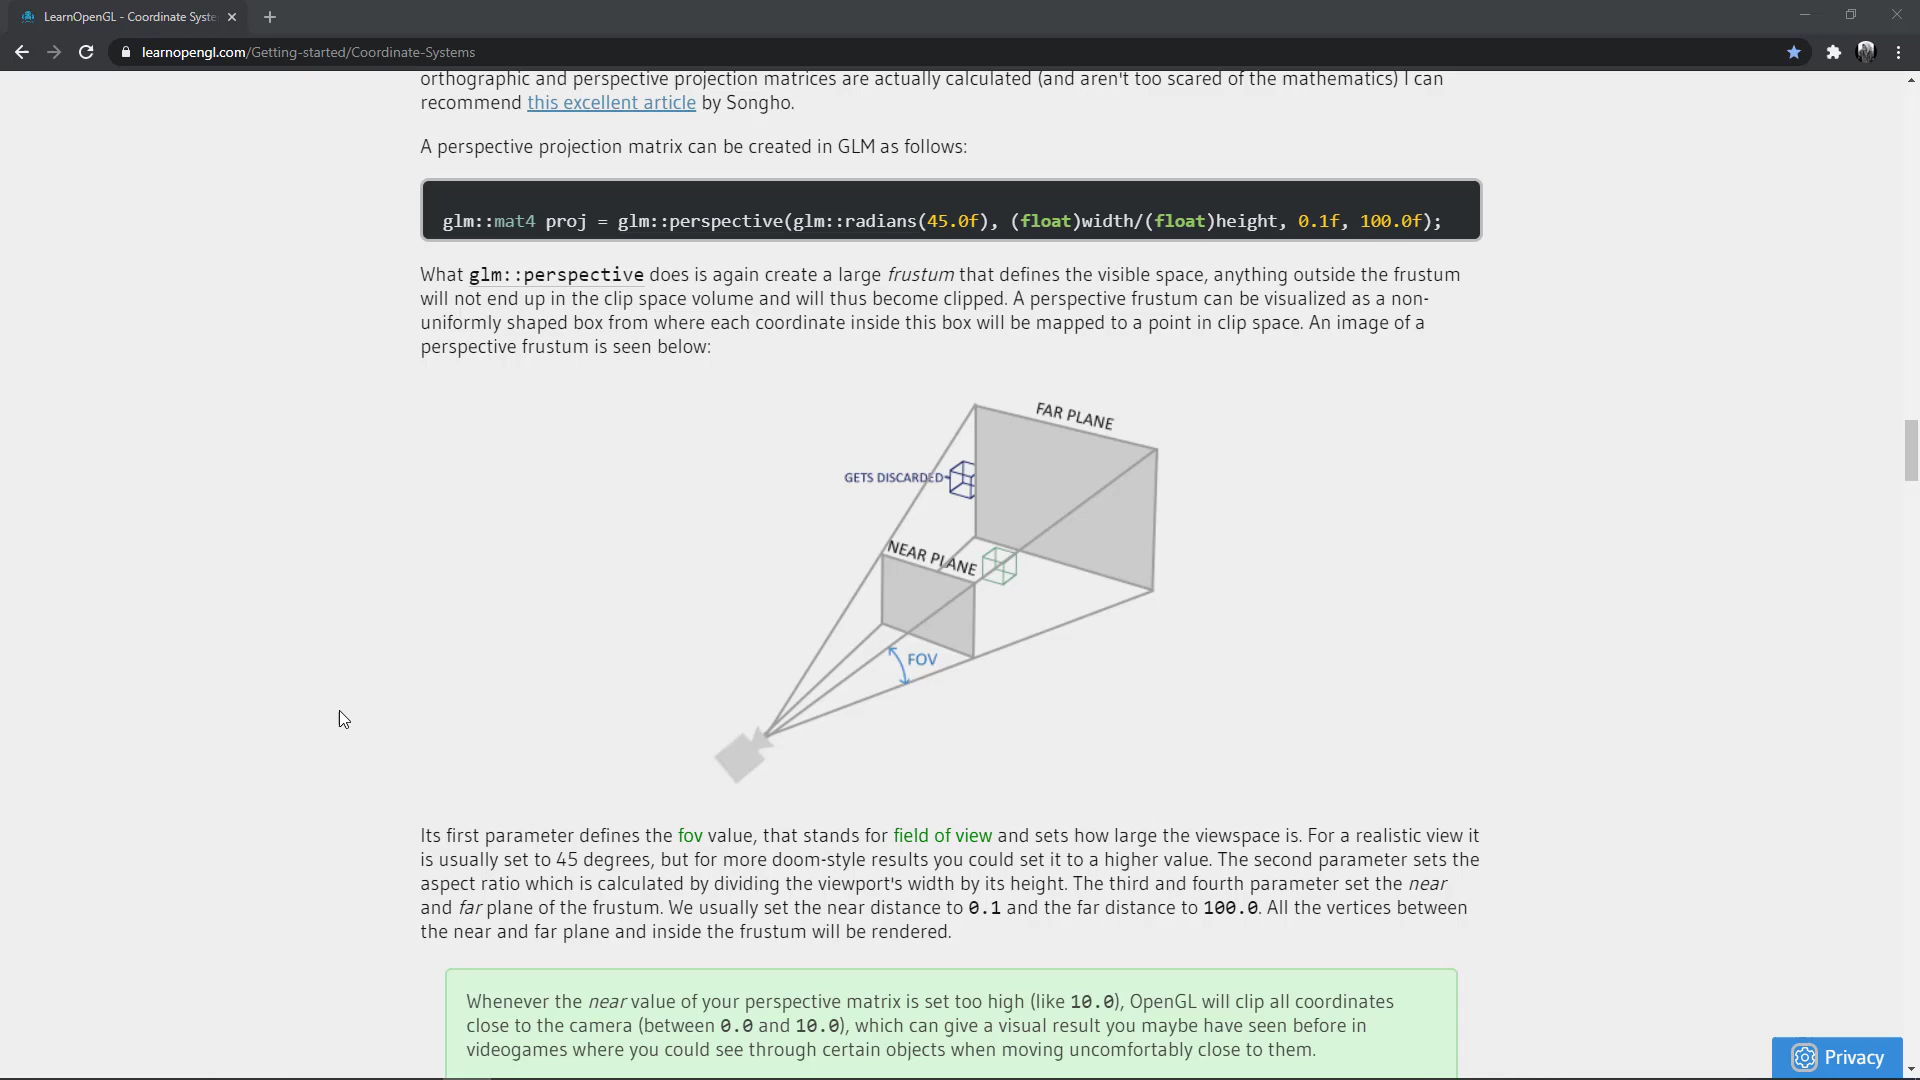 LearnOpenGL - Coordinate Syste
learnopengl.com/Getting-started/Coordinate-Systems
orthographic and perspective projection matrices are actually calculated (and aren't too scared of the mathematics) I can
recommend this excellent article by Songho.
A perspective projection matrix can be created in GLM as follows:
glm::mat4 proj = glm::perspective(glm::radians(45.0f), (float)width/(float)height, 0.1f, 100.0f);
What glm::perspective does is again create a large frustum that defines the visible space, anything outside the frustum
will not end up in the clip space volume and will thus become clipped. A perspective frustum can be visualized as a non-
uniformly shaped box from where each coordinate inside this box will be mapped to a point in clip space. An image of a
perspective frustum is seen below:
FAR PLANE
GETS DISCARDED
NEAR PLANE
FOV
Its first parameter defines the fov value, that stands for field of view and sets how large the viewspace is. For a realistic view it
is usually set to 45 degrees, but for more doom-style results you could set it to a higher value. The second parameter sets the
aspect ratio which is calculated by dividing the viewport's width by its height. The third and fourth parameter set the near
and far plane of the frustum. We usually set the near distance to 0.1 and the far distance to 100.0. All the vertices between
the near and far plane and inside the frustum will be rendered.
Whenever the near value of your perspective matrix is set too high (like 10.0), OpenGL will clip all coordinates
close to the camera (between 0.0 and 10.0), which can give a visual result you maybe have seen before in
videogames where you could see through certain objects when moving uncomfortably close to them.
Privacy